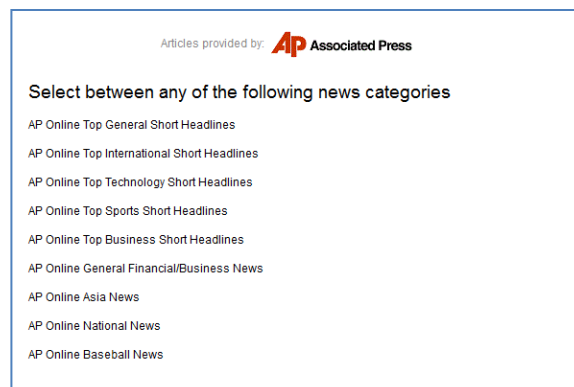 Articles provided by: AP Associated Press
Select between any of the following news categories
AP Online Top General Short Headlines
AP Online Top International Short Headlines
AP Online Top Technology Short Headlines
AP Online Top Sports Short Headlines
AP Online Top Business Short Headlines
AP Online General Financial/Business News
AP Online Asia News
AP Online National News
AP Online Baseball News